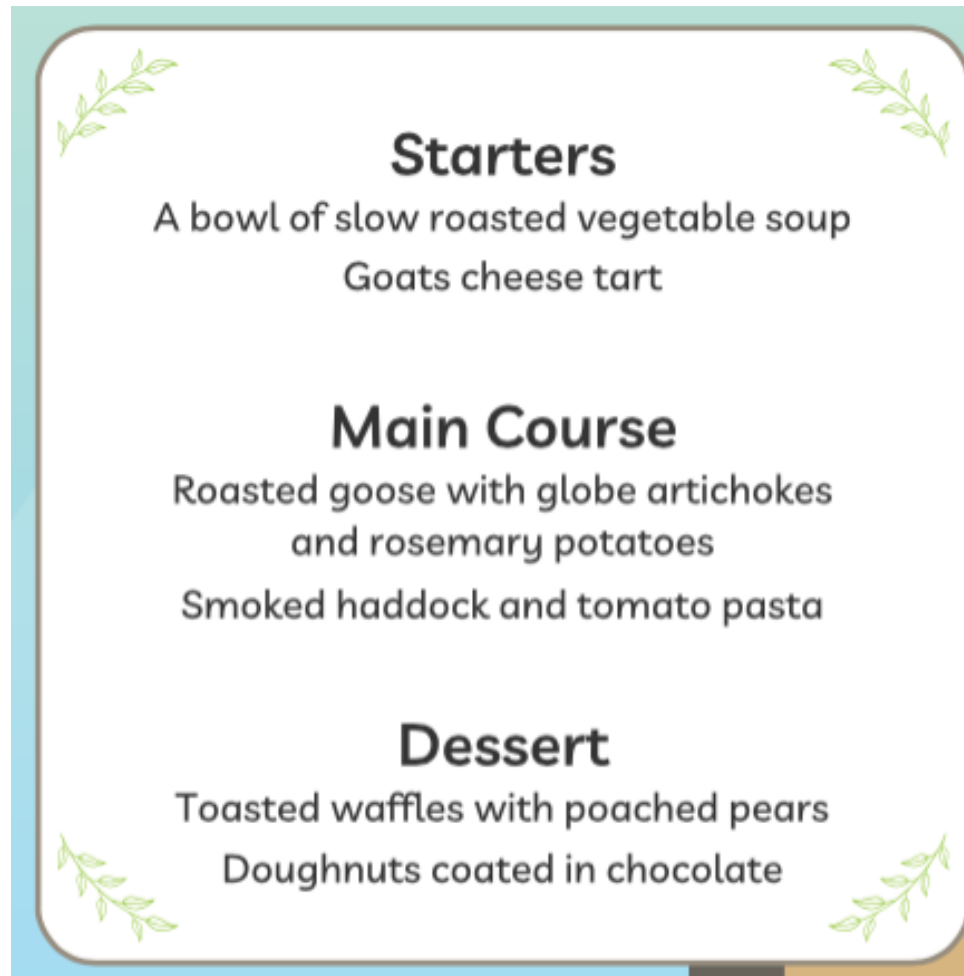 Starters
A bowl of slow roasted vegetable soup
Goats cheese tart
Main Course
Roasted goose with globe artichokes
and rosemary potatoes
Smoked haddock and tomato pasta
Dessert
Toasted waffles with poached pears
Doughnuts coated in chocolate